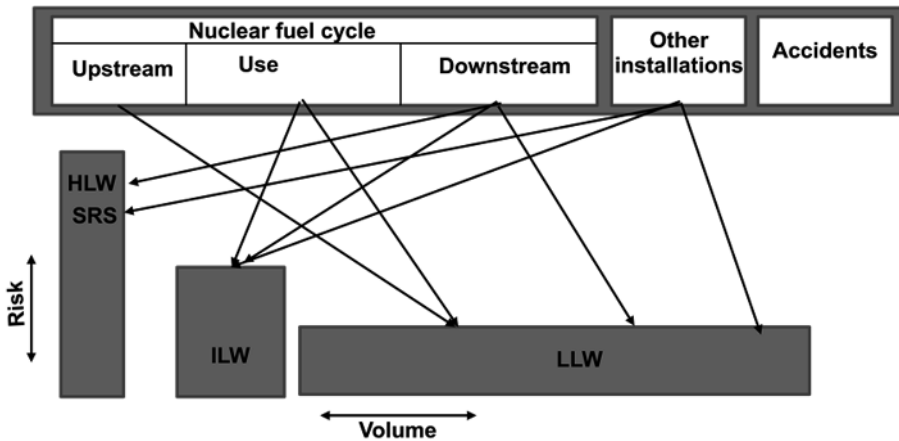 Nuclear fuel cycle
Upstream
Use
Downstream
Other
installations
Accidents
HLW
SRS
Risk
ILW
LLW
Volume